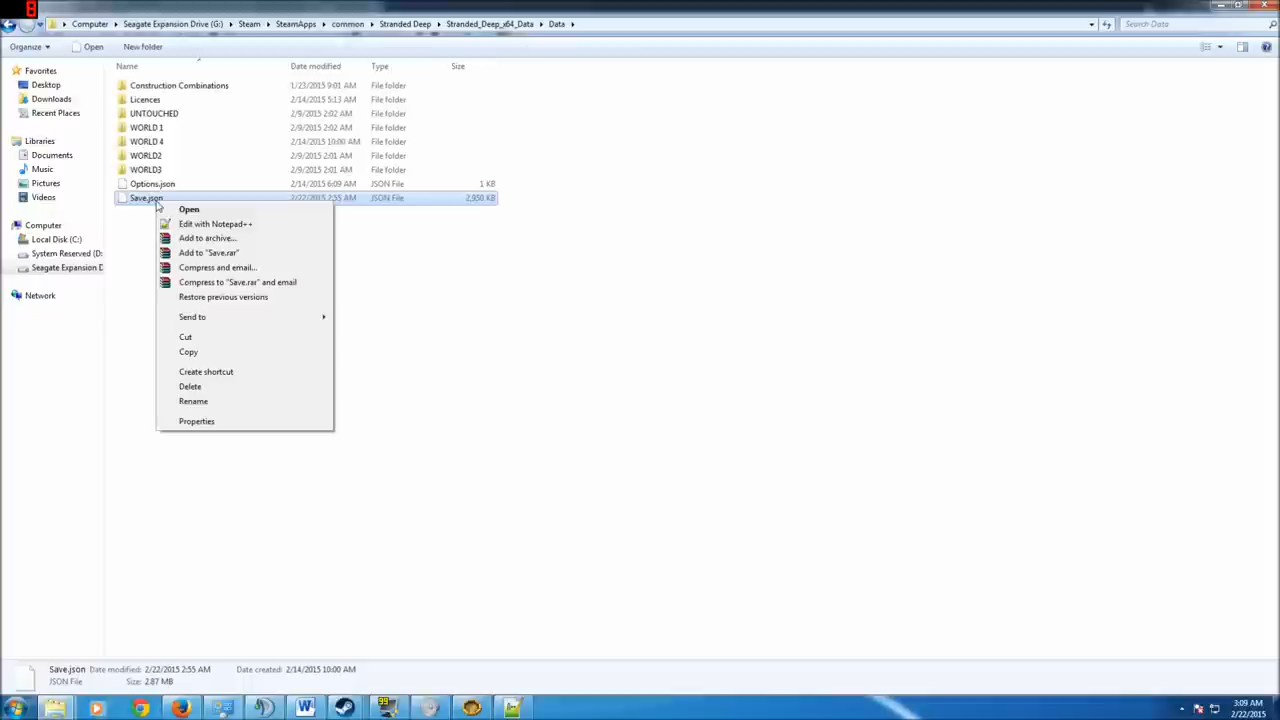 8
Computer Seagate Expansion Drive (G:) Steam SteamApps common Stranded Deep Stranded_Deep_x64_Data Data Search Data
Organize Open New folder
Name Date modified Type Size
Favorites
Desktop
Downloads
Recent Places
Libraries
Documents
Music
Pictures
Videos
Computer
Local Disk (C:)
System Reserved (D:
Seagate Expansion D
Network
Construction Combinations 1/23/2015 9:01 AM File folder
Licences 2/14/2015 5:13 AM File folder
UNTOUCHED 2/9/2015 2:02 AM File folder
WORLD 1 2/9/2015 2:02 AM File folder
WORLD 4 2/14/2015 10:00 AM File folder
WORLD2 2/9/2015 2:02 AM File folder
WORLD3 2/9/2015 2:01 AM File folder
Options.json 2/14/2015 6:09 AM JSON File 1 KB
Save.json 2/22/2015 2:55 AM JSON File 2,950 KB
Open
Edit with Notepad++
Add to archive...
Add to "Save.rar"
Compress and email...
Compress to "Save.rar" and email
Restore previous versions
Send to
Cut
Copy
Create shortcut
Delete
Rename
Properties
Save.json Date modified: 2/22/2015 2:55 AM Date created: 2/14/2015 10:00 AM
JSON File Size: 2.87 MB
3:09 AM
2/22/2015